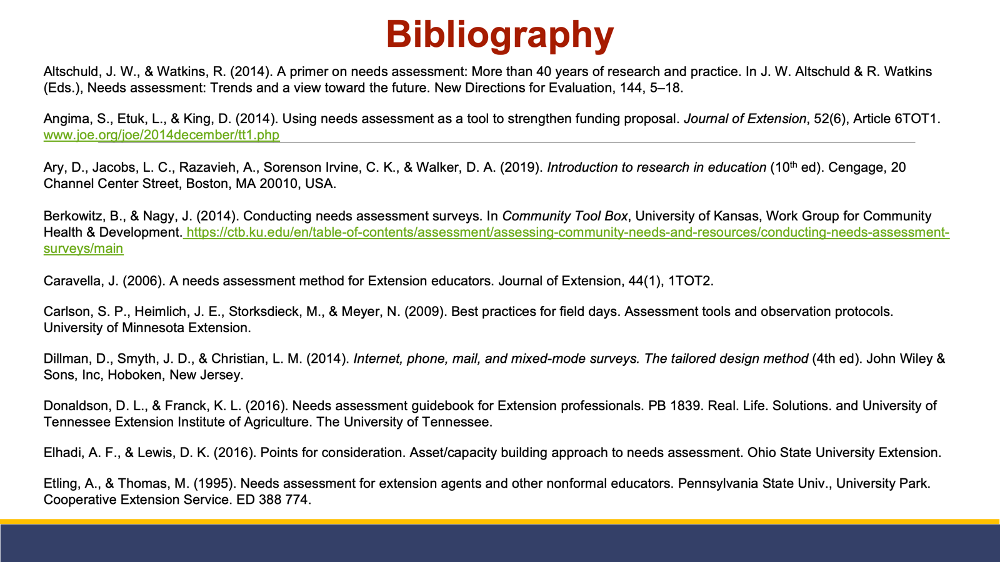 Bibliography
Altschuld, J. W., & Watkins, R. (2014). A primer on needs assessment: More than 40 years of research and practice. In J. W. Altschuld & R. Watkins
(Eds.), Needs assessment: Trends and a view toward the future. New Directions for Evaluation, 144, 5–18.
Angima, S., Etuk, L., & King, D. (2014). Using needs assessment as a tool to strengthen funding proposal. Journal of Extension, 52(6), Article 6TOT1.
www.joe.org/joe/2014december/tt1.php
Ary, D., Jacobs, L. C., Razavieh, A., Sorenson Irvine, C. K., & Walker, D. A. (2019). Introduction to research in education (10th ed). Cengage, 20
Channel Center Street, Boston, MA 20010, USA.
Berkowitz, B., & Nagy, J. (2014). Conducting needs assessment surveys. In Community Tool Box, University of Kansas, Work Group for Community
Health & Development. https://ctb.ku.edu/en/table-of-contents/assessment/assessing-community-needs-and-resources/conducting-needs-assessment-
surveys/main
Caravella, J. (2006). A needs assessment method for Extension educators. Journal of Extension, 44(1), 1TOT2.
Carlson, S. P., Heimlich, J. E., Storksdieck, M., & Meyer, N. (2009). Best practices for field days. Assessment tools and observation protocols.
University of Minnesota Extension.
Dillman, D., Smyth, J. D., & Christian, L. M. (2014). Internet, phone, mail, and mixed-mode surveys. The tailored design method (4th ed). John Wiley &
Sons, Inc, Hoboken, New Jersey.
Donaldson, D. L., & Franck, K. L. (2016). Needs assessment guidebook for Extension professionals. PB 1839. Real. Life. Solutions. and University of
Tennessee Extension Institute of Agriculture. The University of Tennessee.
Elhadi, A. F., & Lewis, D. K. (2016). Points for consideration. Asset/capacity building approach to needs assessment. Ohio State University Extension.
Etling, A., & Thomas, M. (1995). Needs assessment for extension agents and other nonformal educators. Pennsylvania State Univ., University Park.
Cooperative Extension Service. ED 388 774.